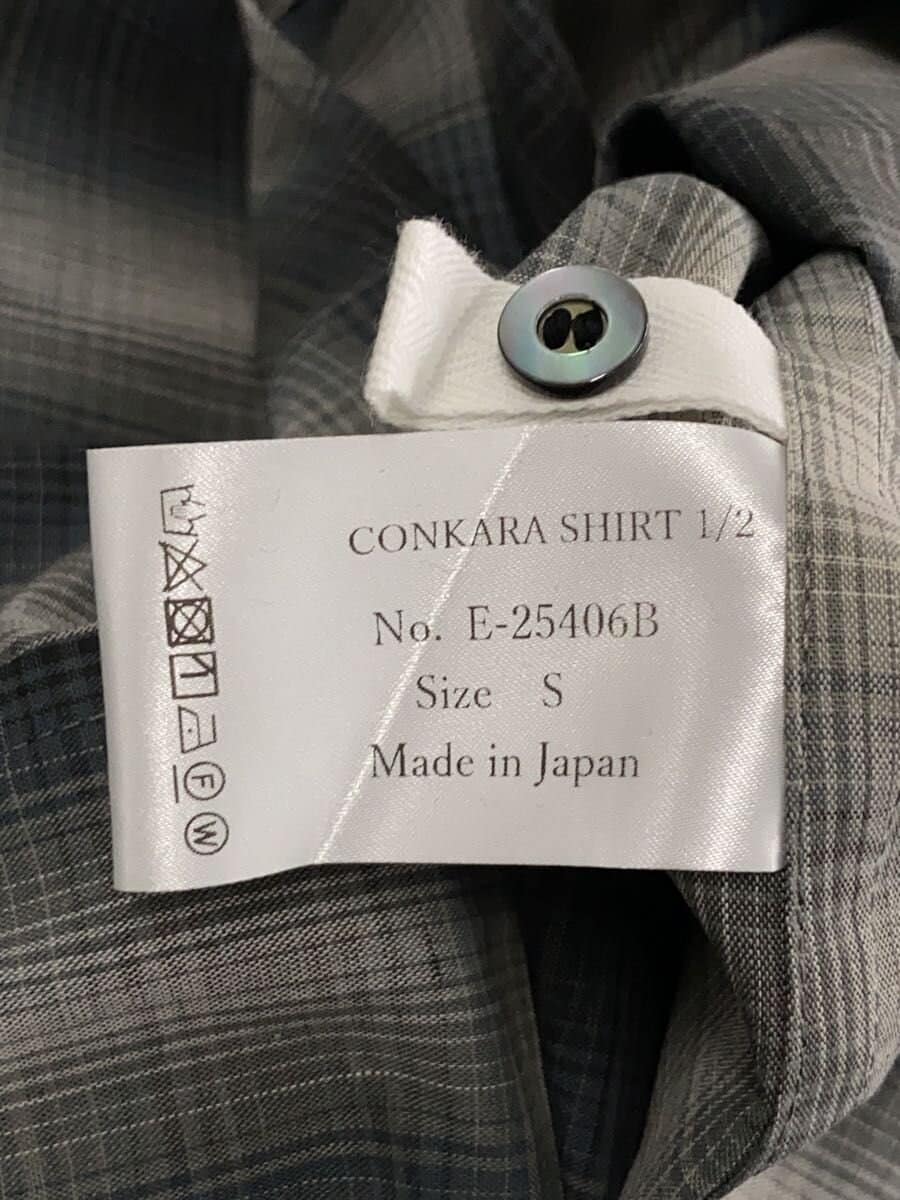 CONKARA SHIRT 1/2
No. E-25406B
Size S
Made in Japan
F
W